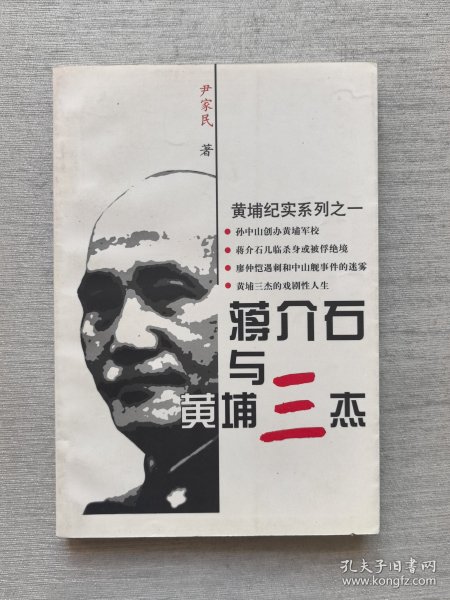 尹家民 著
黄埔纪实系列之一
孙中山创办黄埔军校
蒋介石几临杀身或被俘绝境
廖仲恺遇刺和中山舰事件的迷雾
黄埔三杰的戏剧性人生
蒋介石
与
黄埔三杰
孔夫子旧书网
www.kongfz.com